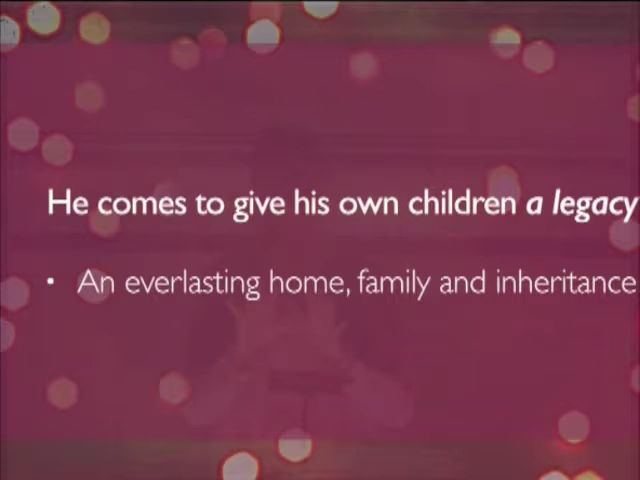 He comes to give his own children a legacy
• An everlasting home, family and inheritance